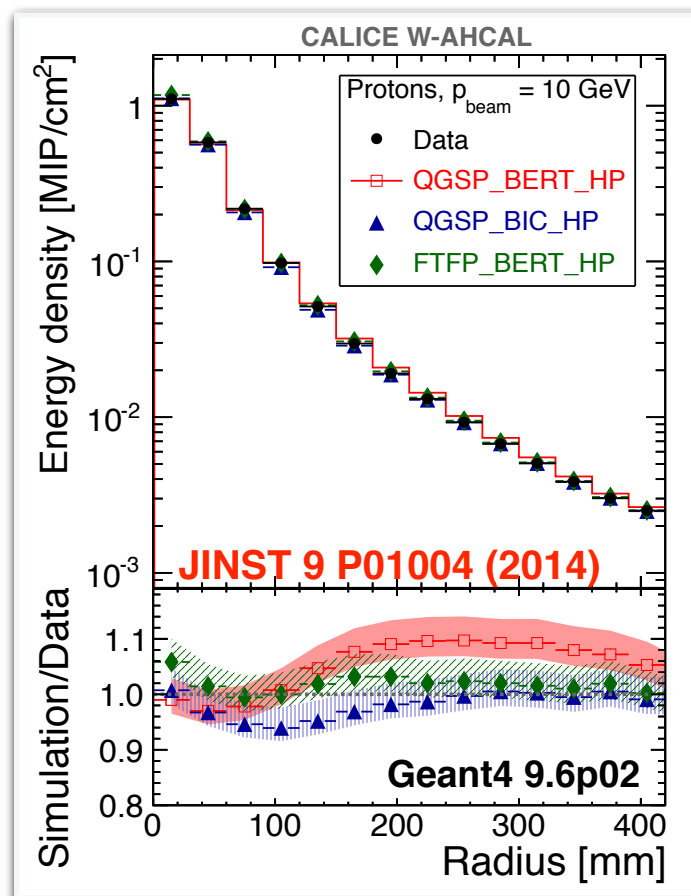 CALICE W-AHCAL
Energy density [MIP/cm²]
1
10⁻¹
10⁻²
10⁻³
Protons, p_beam = 10 GeV
Data
QGSP_BERT_HP
QGSP_BIC_HP
FTFP_BERT_HP
JINST 9 P01004 (2014)
Simulation/Data
1.1
1.0
0.9
0.8
Geant4 9.6p02
0 100 200 300 400
Radius [mm]